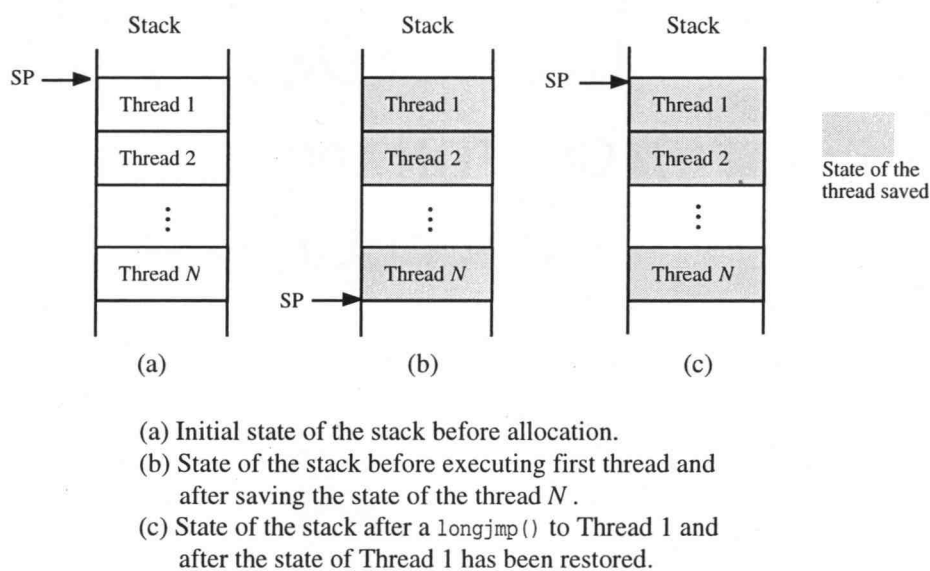 Stack
Stack
Stack
SP
Thread 1
Thread 2
Thread N
(a)
Thread 1
Thread 2
Thread N
SP
(b)
SP
Thread 1
Thread 2
Thread N
(c)
State of the
thread saved
(a) Initial state of the stack before allocation.
(b) State of the stack before executing first thread and
after saving the state of the thread N .
(c) State of the stack after a longjmp() to Thread 1 and
after the state of Thread 1 has been restored.